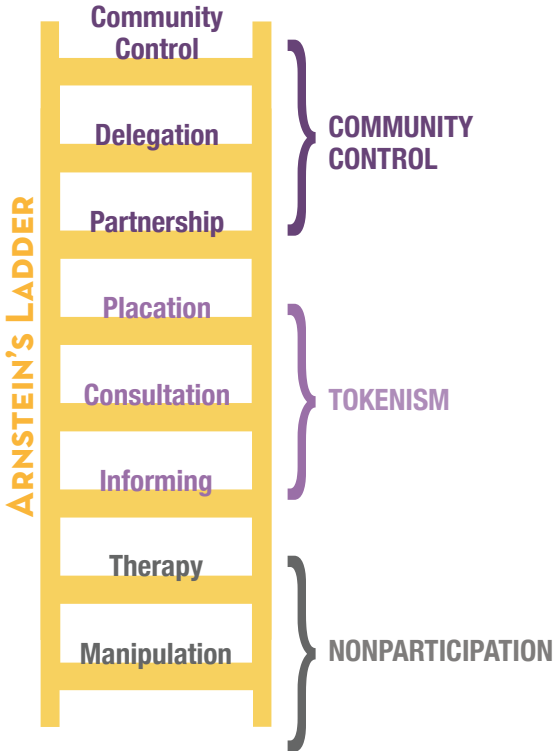 ARNSTEIN'S LADDER
Community
Control
Delegation
Partnership
COMMUNITY
CONTROL
Placation
Consultation
Informing
TOKENISM
Therapy
Manipulation
NONPARTICIPATION